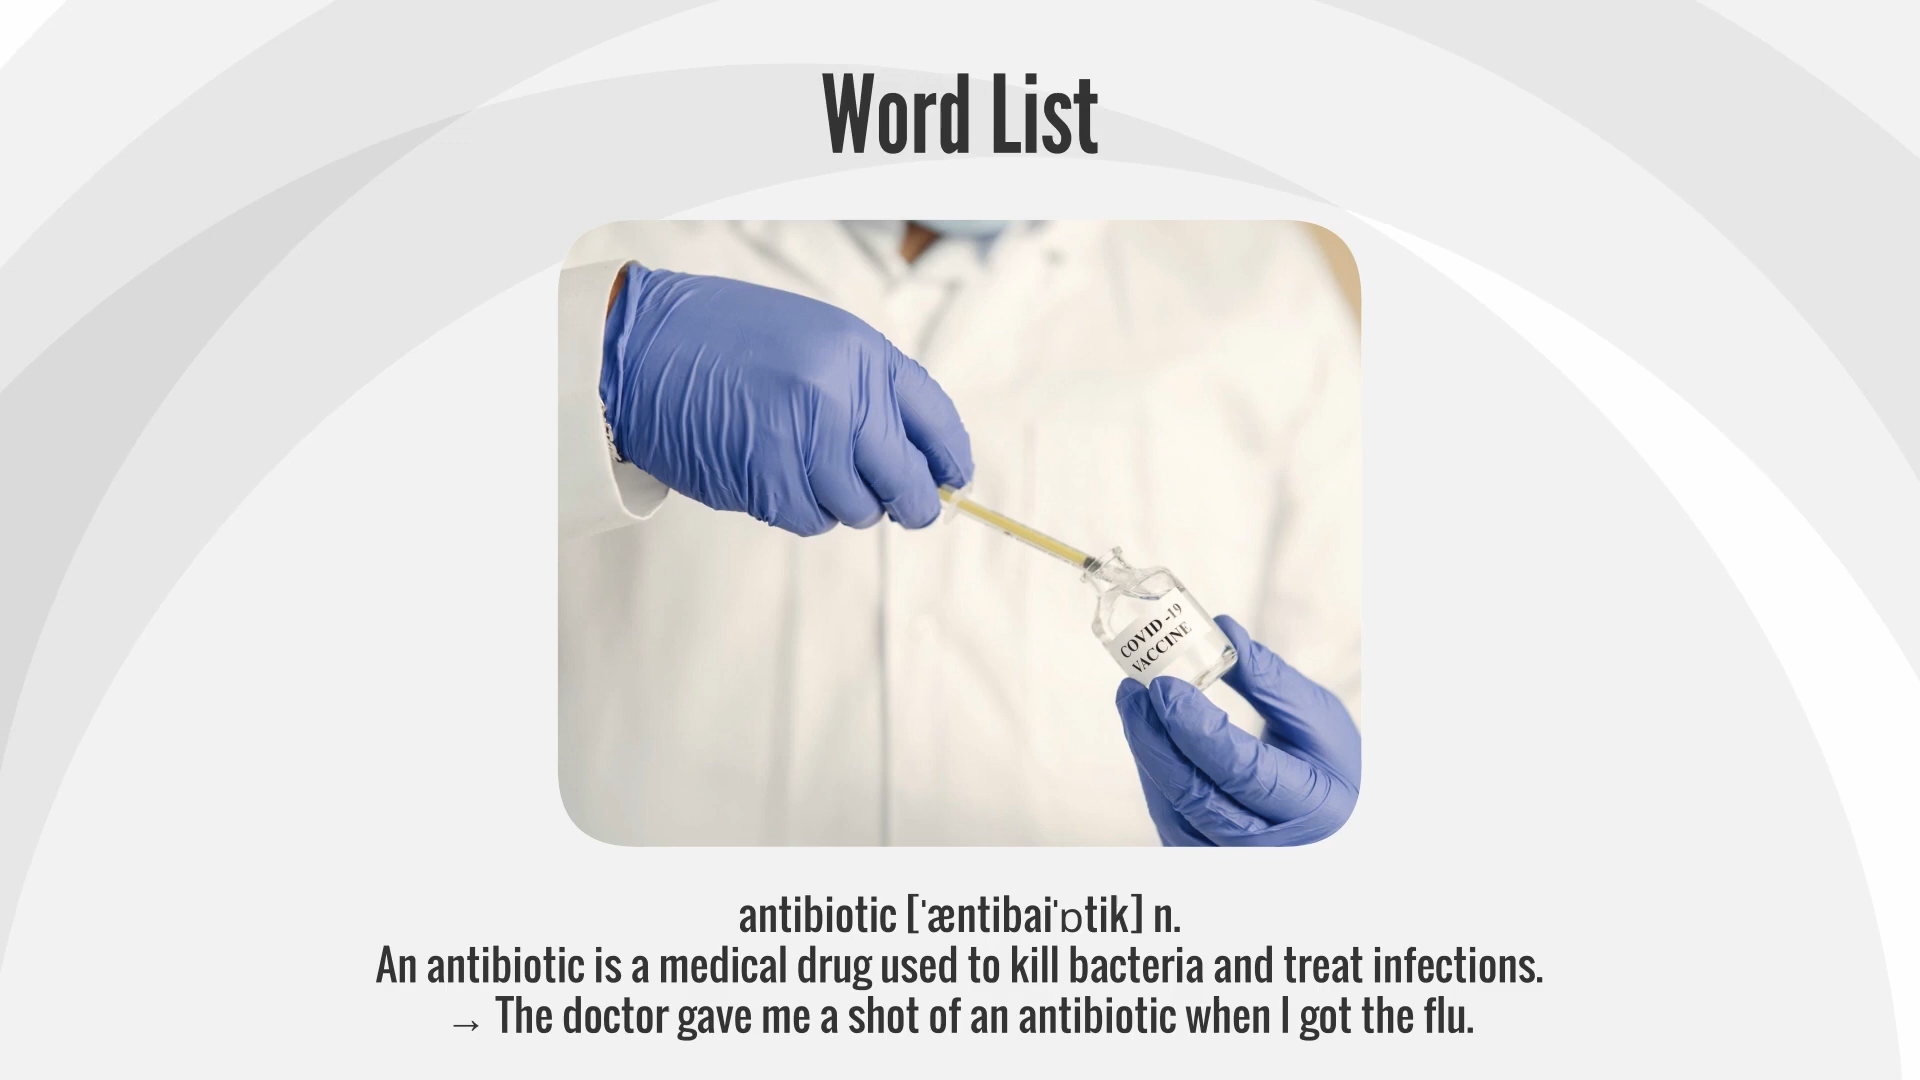 Word List
COVID -19
VACCINE
antibiotic [ˈæntibaiˈɒtik] n.
An antibiotic is a medical drug used to kill bacteria and treat infections.
→ The doctor gave me a shot of an antibiotic when I got the flu.